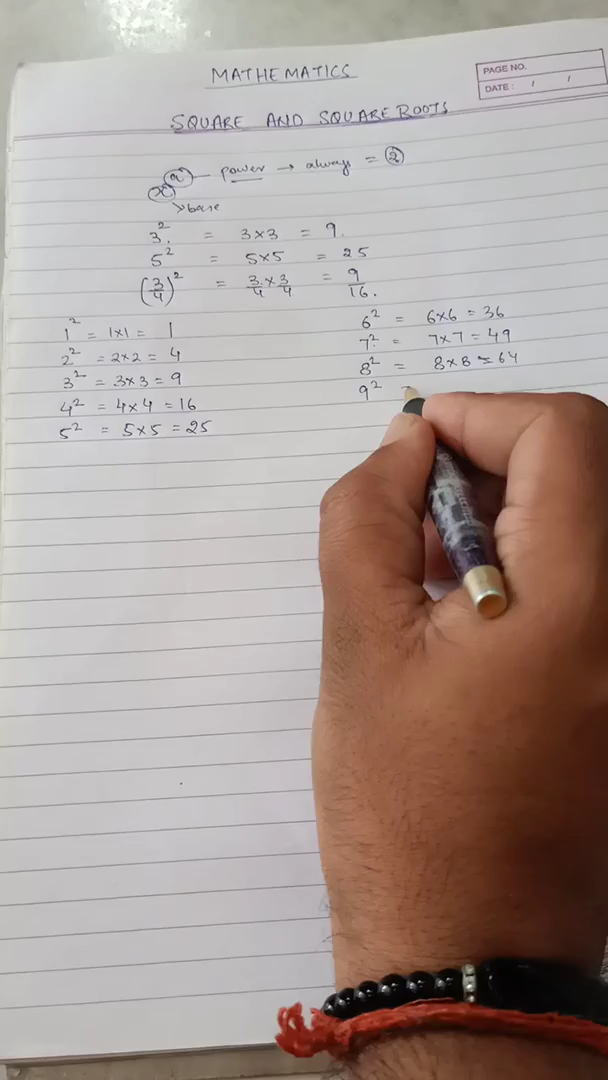 MATHEMATICS
PAGE NO.
DATE : / /
SQUARE AND SQUARE ROOTS
x^a — power → always = 2
>base
3² = 3×3 = 9.
5² = 5×5 = 25
(3/4)² = 3/4 × 3/4 = 9/16.
1² = 1×1 = 1
2² = 2×2 = 4
3² = 3×3 = 9
4² = 4×4 = 16
5² = 5×5 = 25
6² = 6×6 = 36
7² = 7×7 = 49
8² = 8×8 = 64
9² =